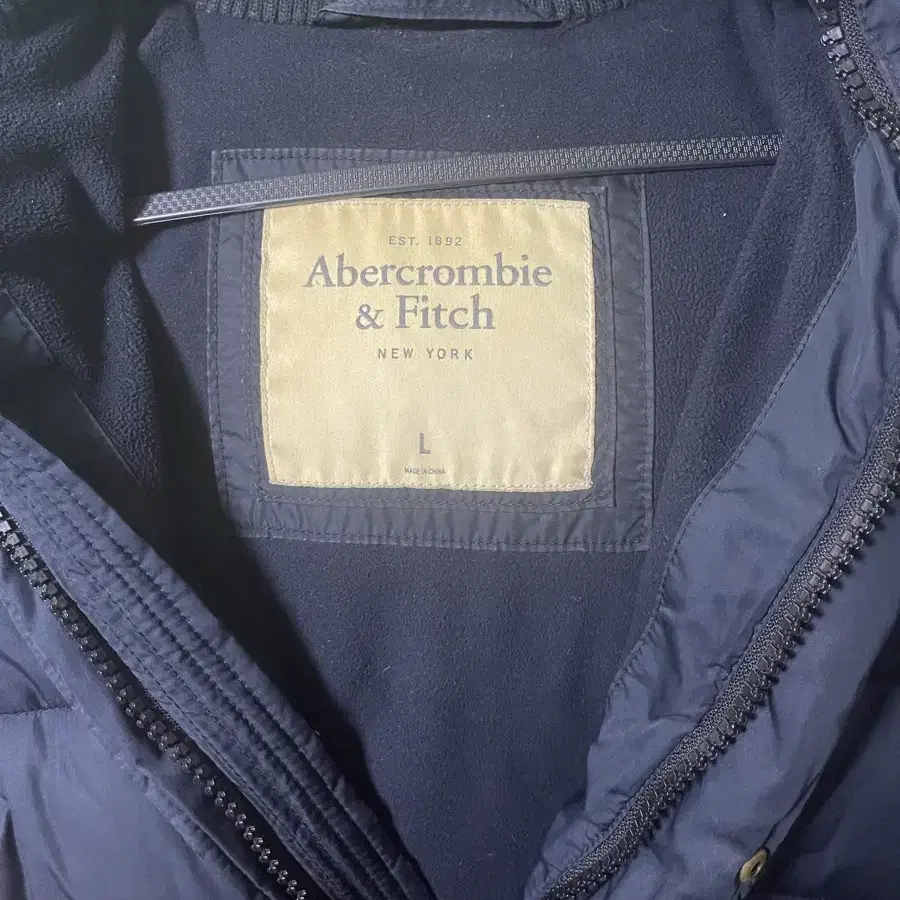 EST. 1892
Abercrombie
& Fitch
NEW YORK
L
MADE IN CHINA